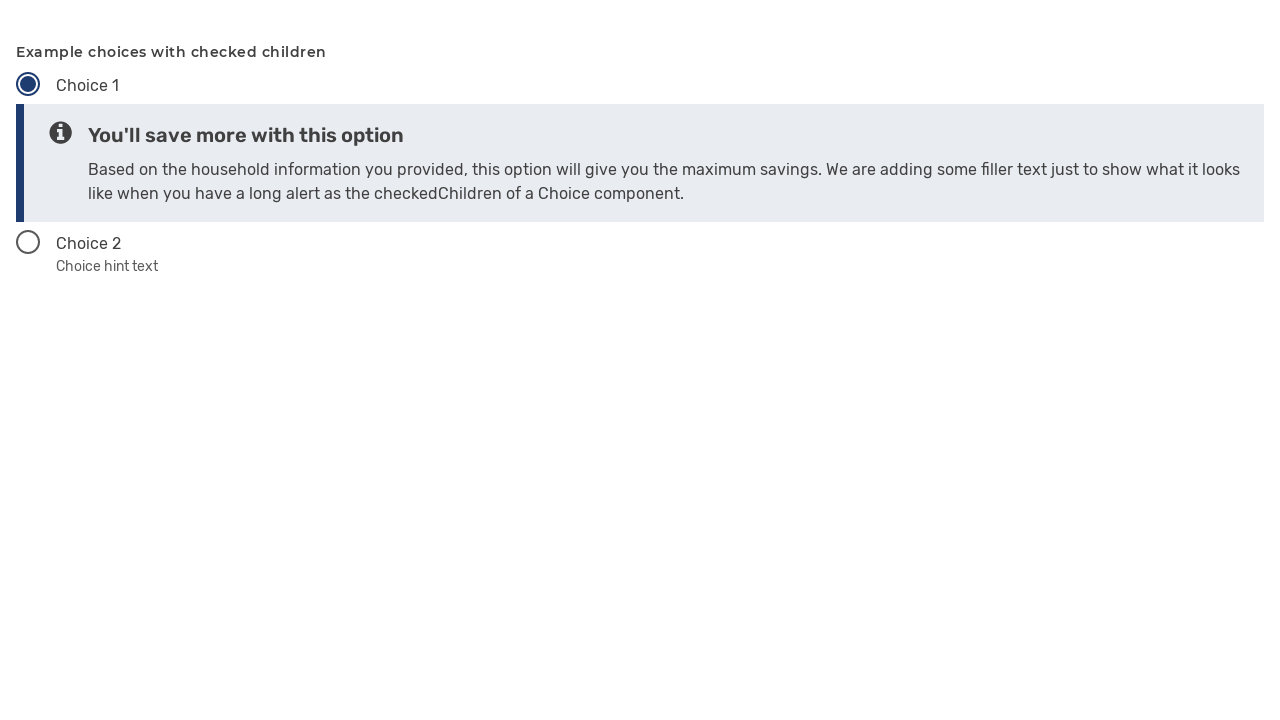 Example choices with checked children
Choice 1
You'll save more with this option
Based on the household information you provided, this option will give you the maximum savings. We are adding some filler text just to show what it looks
like when you have a long alert as the checkedChildren of a Choice component.
Choice 2
Choice hint text